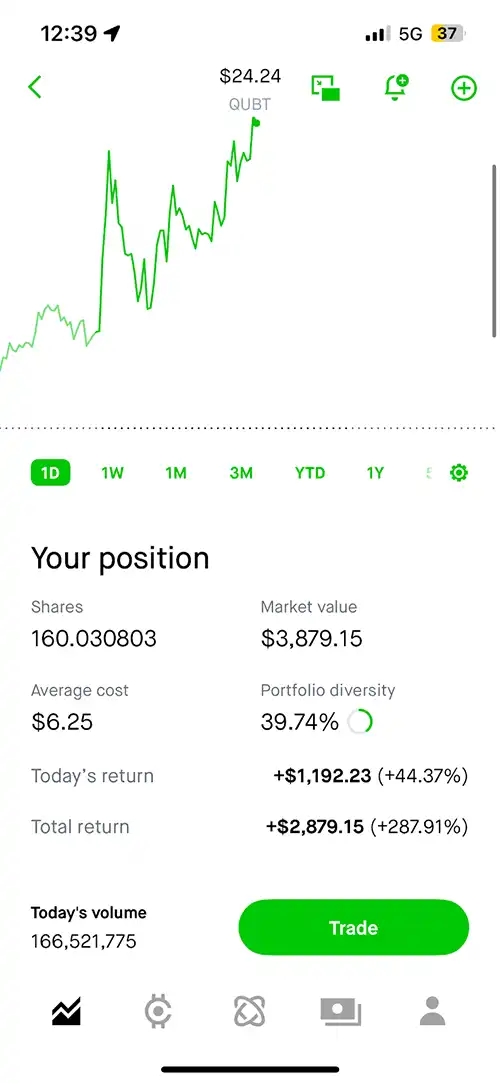 12:39
5G 37
$24.24
QUBT
1D 1W 1M 3M YTD 1Y
Your position
Shares Market value
160.030803 $3,879.15
Average cost Portfolio diversity
$6.25 39.74%
Today's return +$1,192.23 (+44.37%)
Total return +$2,879.15 (+287.91%)
Today's volume
166,521,775
Trade